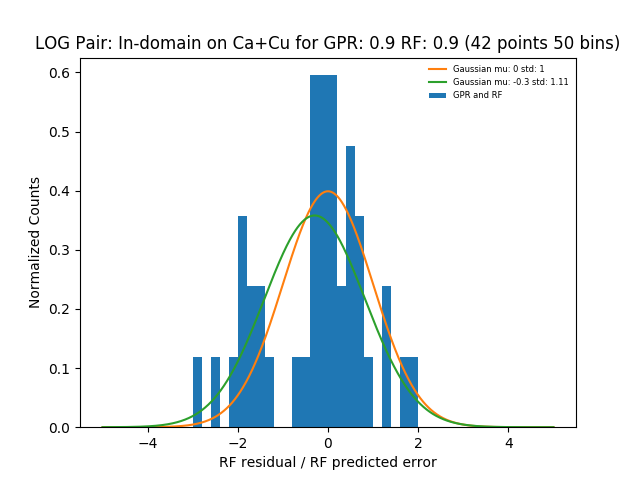 LOG Pair: In-domain on Ca+Cu for GPR: 0.9 RF: 0.9 (42 points 50 bins)
Gaussian mu: 0 std: 1
Gaussian mu: -0.3 std: 1.11
GPR and RF
Normalized Counts
0.6
0.5
0.4
0.3
0.2
0.1
0.0
−4 −2 0 2 4
RF residual / RF predicted error